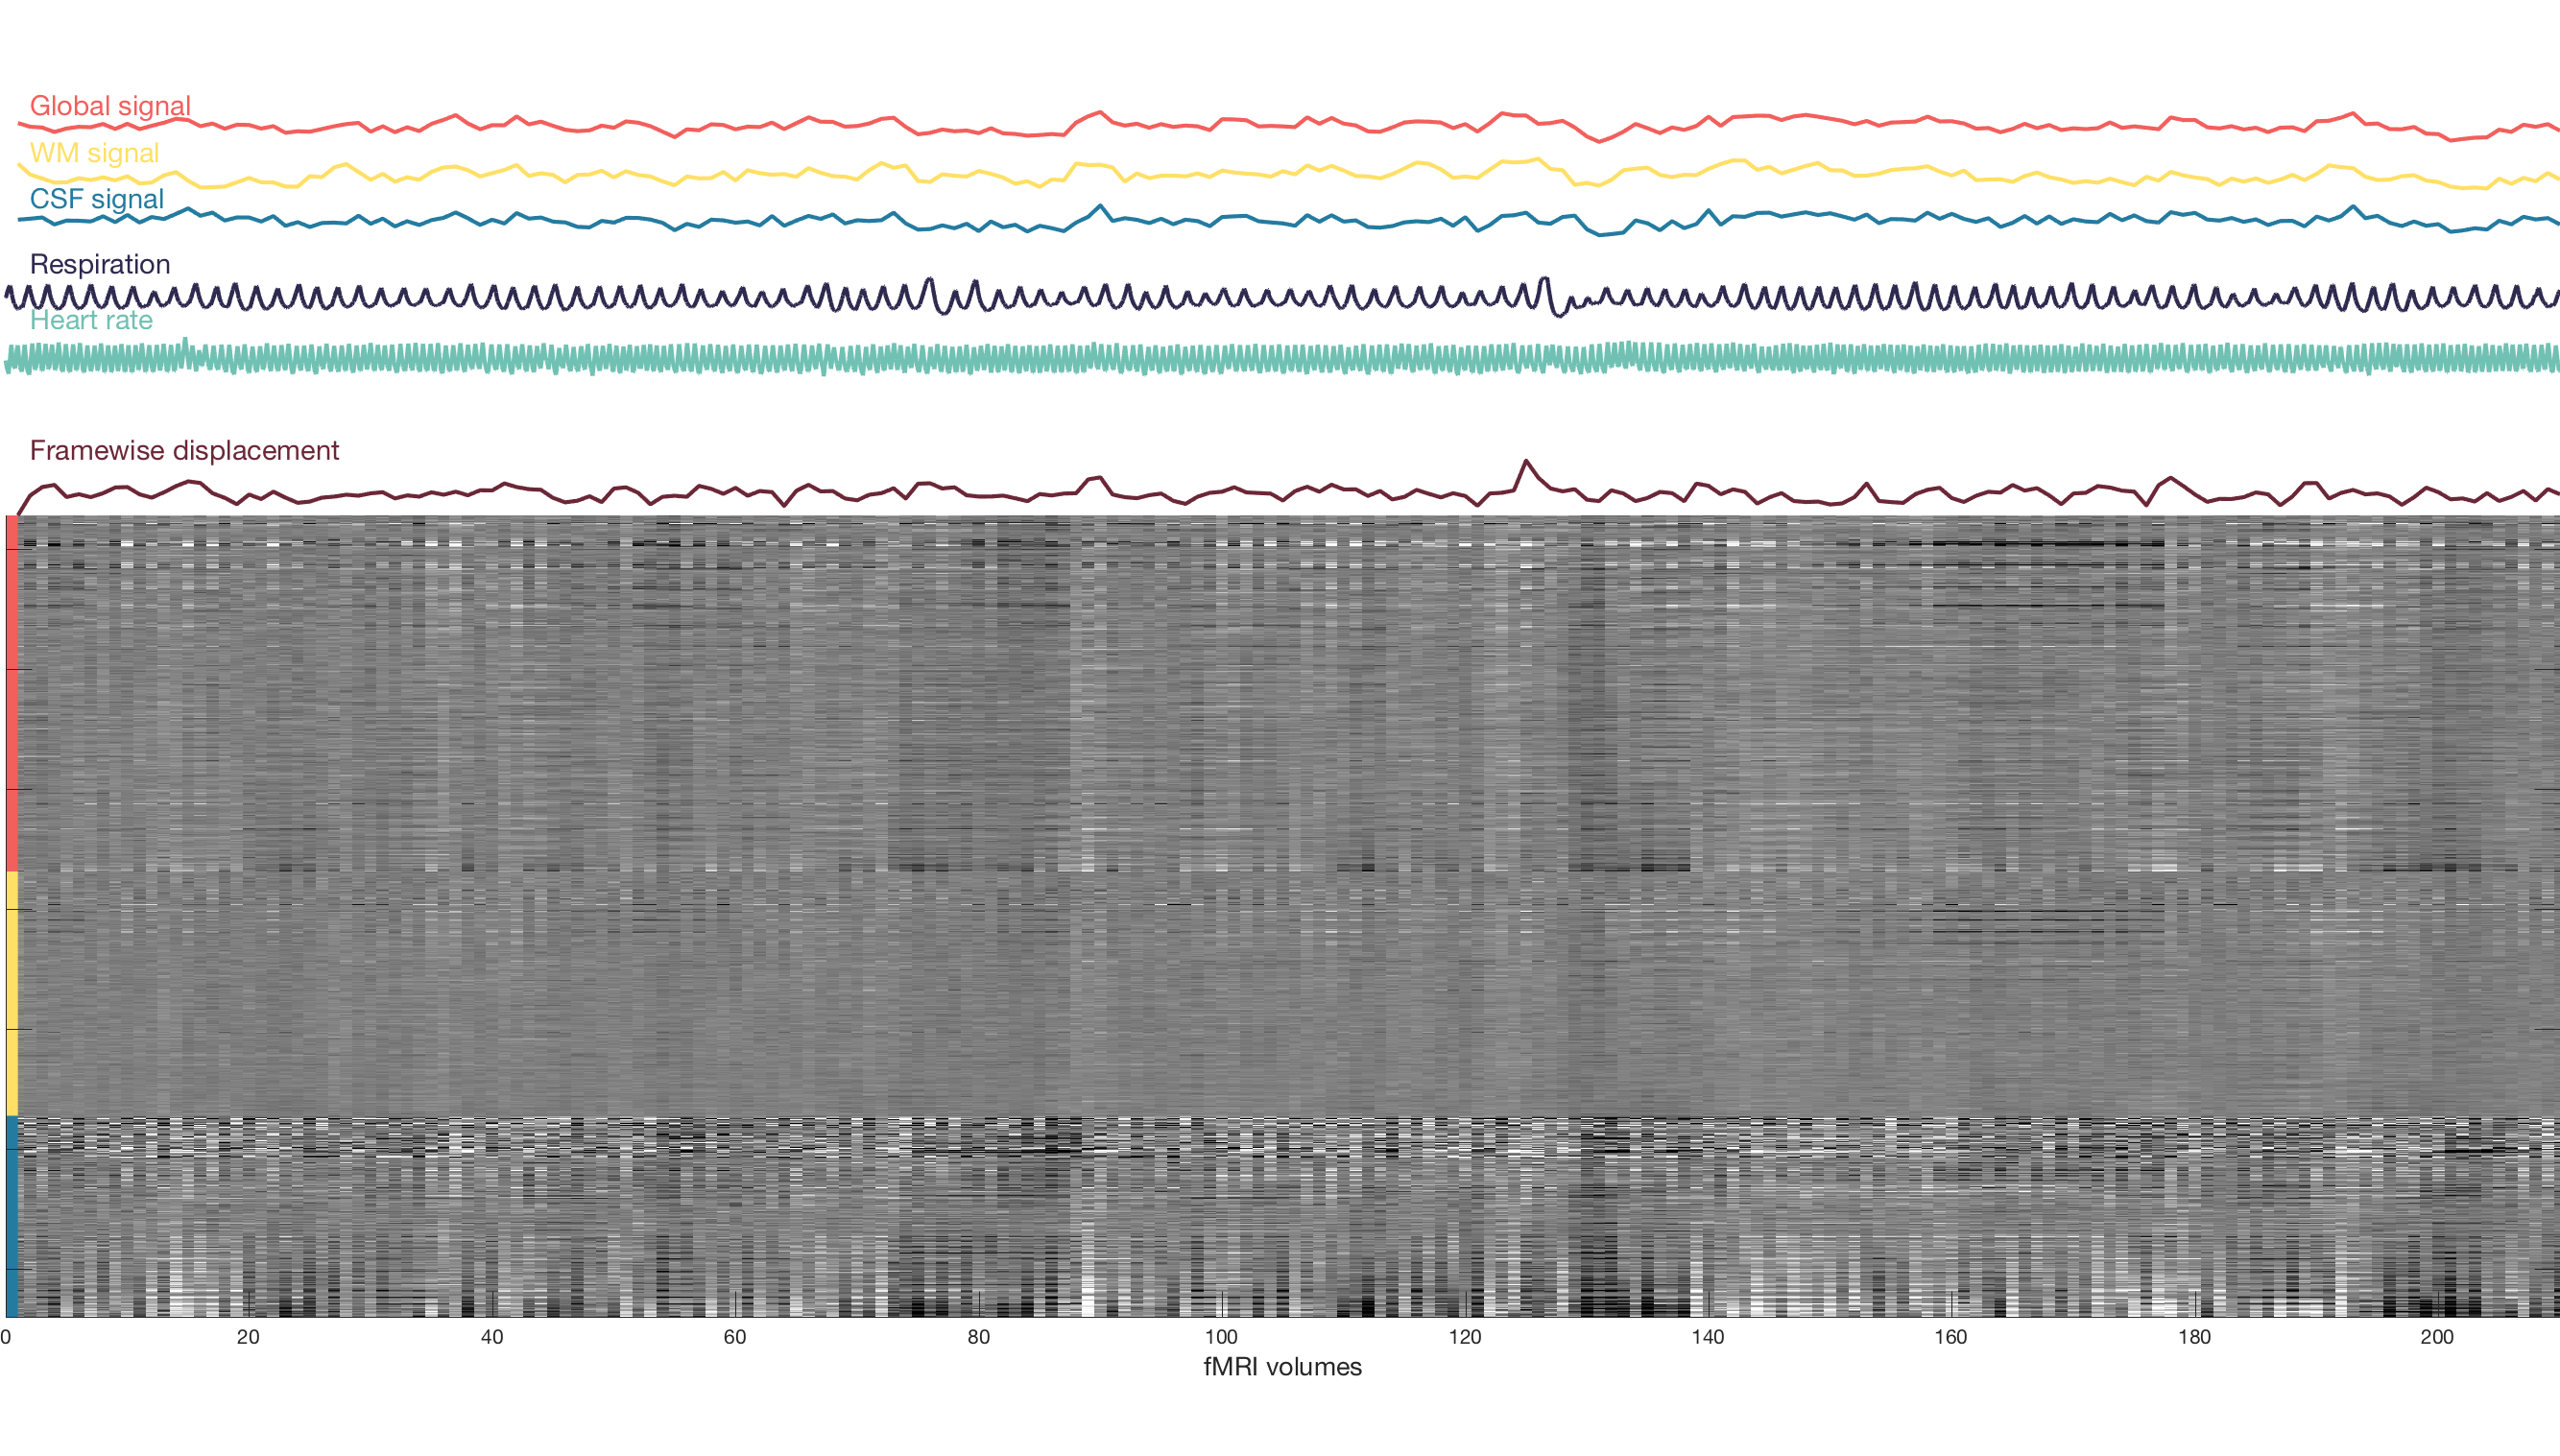 Global signal
WM signal
CSF signal
Respiration
Heart rate
Framewise displacement
0 20 40 60 80 100 120 140 160 180 200
fMRI volumes